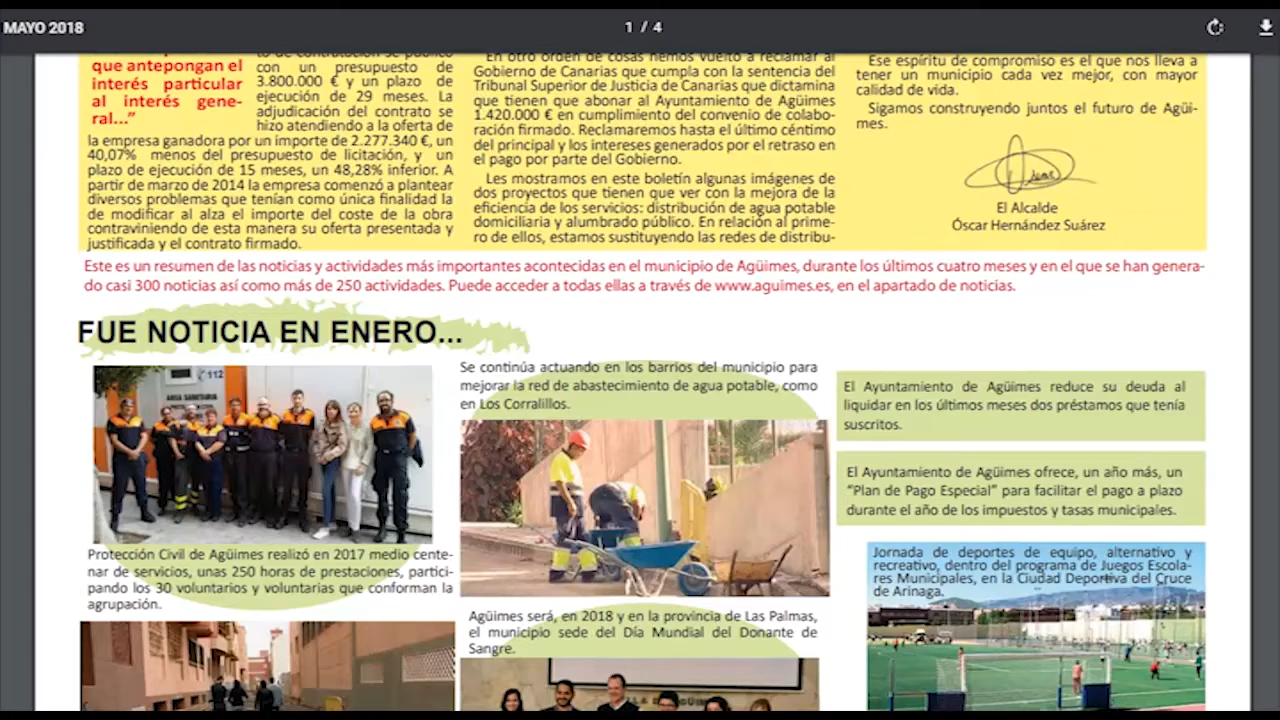 MAYO 2018
1 / 4
que antepongan el
interés particular
al interés gene-
ral...”
con un presupuesto de
3.800.000 € y un plazo de
ejecución de 29 meses. La
adjudicación del contrato se
hizo atendiendo a la oferta de
la empresa ganadora por un importe de 2.277.340 €, un
40,07% menos del presupuesto de licitación, y un
plazo de ejecución de 15 meses, un 48,28% inferior. A
partir de marzo de 2014 la empresa comenzó a plantear
diversos problemas que tenían como única finalidad la
de modificar al alza el importe del coste de la obra
contraviniendo de esta manera su oferta presentada y
justificada y el contrato firmado.
En otro orden de cosas hemos vuelto a reclamar al
Gobierno de Canarias que cumpla con la sentencia del
Tribunal Superior de Justicia de Canarias que dictamina
que tienen que abonar al Ayuntamiento de Agüimes
1.420.000 € en cumplimiento del convenio de colabo-
ración firmado. Reclamaremos hasta el último céntimo
del principal y los intereses generados por el retraso en
el pago por parte del Gobierno.
Les mostramos en este boletín algunas imágenes de
dos proyectos que tienen que ver con la mejora de la
eficiencia de los servicios: distribución de agua potable
domiciliaria y alumbrado público. En relación al prime-
ro de ellos, estamos sustituyendo las redes de distribu-
Ese espíritu de compromiso es el que nos lleva a
tener un municipio cada vez mejor, con mayor
calidad de vida.
Sigamos construyendo juntos el futuro de Agüi-
mes.
El Alcalde
Óscar Hernández Suárez
Este es un resumen de las noticias y actividades más importantes acontecidas en el municipio de Agüimes, durante los últimos cuatro meses y en el que se han genera-
do casi 300 noticias así como más de 250 actividades. Puede acceder a todas ellas a través de www.aguimes.es, en el apartado de noticias.
FUE NOTICIA EN ENERO...
112
Protección Civil de Agüimes realizó en 2017 medio cente-
nar de servicios, unas 250 horas de prestaciones, partici-
pando los 30 voluntarios y voluntarias que conforman la
agrupación.
Se continúa actuando en los barrios del municipio para
mejorar la red de abastecimiento de agua potable, como
en Los Corralillos.
Agüimes será, en 2018 y en la provincia de Las Palmas,
el municipio sede del Día Mundial del Donante de
Sangre.
El Ayuntamiento de Agüimes reduce su deuda al
liquidar en los últimos meses dos préstamos que tenía
suscritos.
El Ayuntamiento de Agüimes ofrece, un año más, un
“Plan de Pago Especial” para facilitar el pago a plazo
durante el año de los impuestos y tasas municipales.
Jornada de deportes de equipo, alternativo y
recreativo, dentro del programa de Juegos Escola-
res Municipales, en la Ciudad Deportiva del Cruce
de Arinaga.